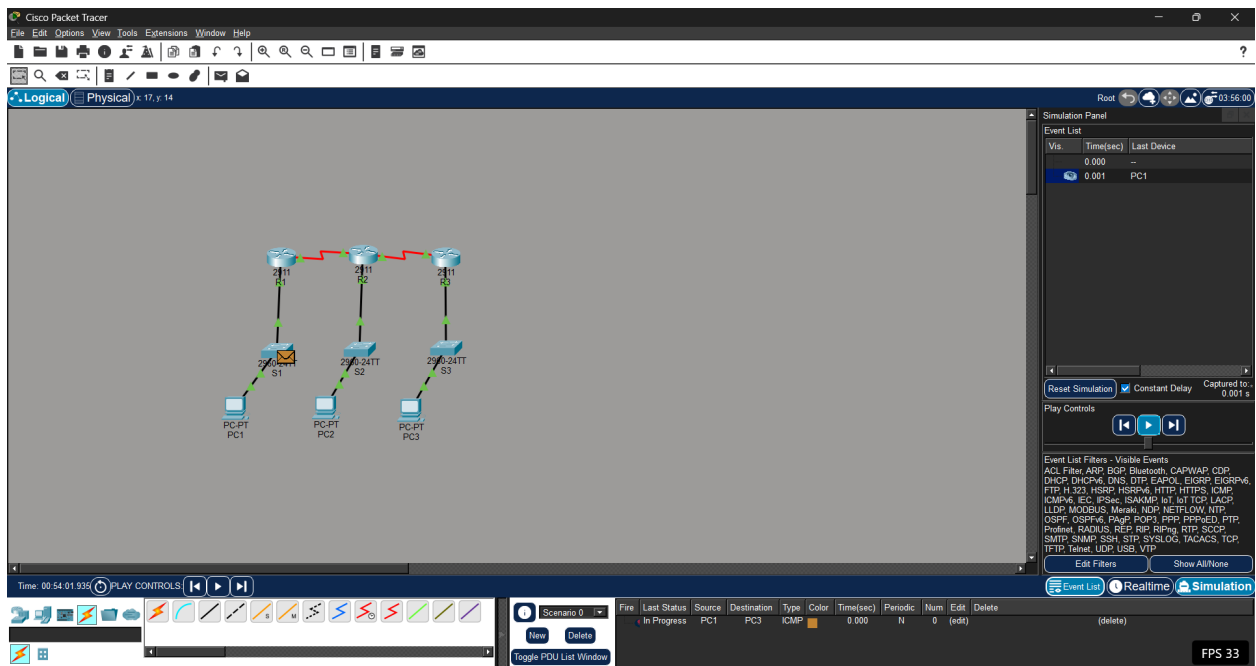 Cisco Packet Tracer
File Edit Options View Tools Extensions Window Help
?
Logical Physical x: 17, y: 14
Root 03:56:00
Simulation Panel
Event List
Vis. Time(sec) Last Device
0.000 --
0.001 PC1
2911
R1
2911
R2
2911
R3
2960-24TT
S1
2960-24TT
S2
2960-24TT
S3
PC-PT
PC1
PC-PT
PC2
PC-PT
PC3
Reset Simulation Constant Delay
Captured to:
0.001 s
Play Controls
Event List Filters - Visible Events
ACL Filter, ARP, BGP, Bluetooth, CAPWAP, CDP,
DHCP, DHCPv6, DNS, DTP, EAPOL, EIGRP, EIGRPv6,
FTP, H.323, HSRP, HSRPv6, HTTP, HTTPS, ICMP,
ICMPv6, IEC, IPSec, ISAKMP, IoT, IoT TCP, LACP,
LLDP, MODBUS, Meraki, NDP, NETFLOW, NTP,
OSPF, OSPFv6, PAgP, POP3, PPP, PPPoED, PTP,
Profinet, RADIUS, REP, RIP, RIPng, RTP, SCCP,
SMTP, SNMP, SSH, STP, SYSLOG, TACACS, TCP,
TFTP, Telnet, UDP, USB, VTP
Edit Filters Show All/None
Time: 00:54:01.935 PLAY CONTROLS:
Event List Realtime Simulation
Scenario 0
New Delete
Toggle PDU List Window
Fire Last Status Source Destination Type Color Time(sec) Periodic Num Edit Delete
In Progress PC1 PC3 ICMP 0.000 N 0 (edit) (delete)
FPS 33